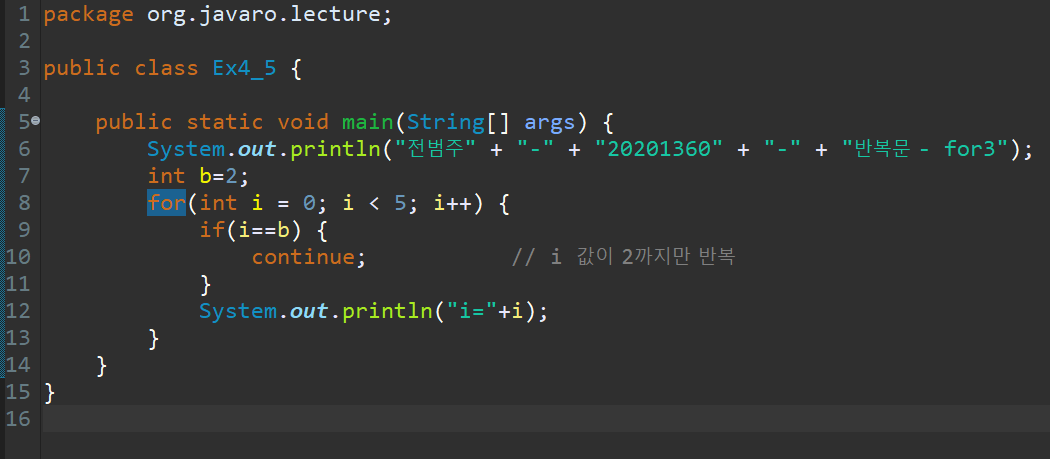 1 package org.javaro.lecture;
2
3 public class Ex4_5 {
4
5 public static void main(String[] args) {
6 System.out.println("전범주" + "-" + "20201360" + "-" + "반복문 - for3");
7 int b=2;
8 for(int i = 0; i < 5; i++) {
9 if(i==b) {
10 continue; // i 값이 2까지만 반복
11 }
12 System.out.println("i="+i);
13 }
14 }
15 }
16